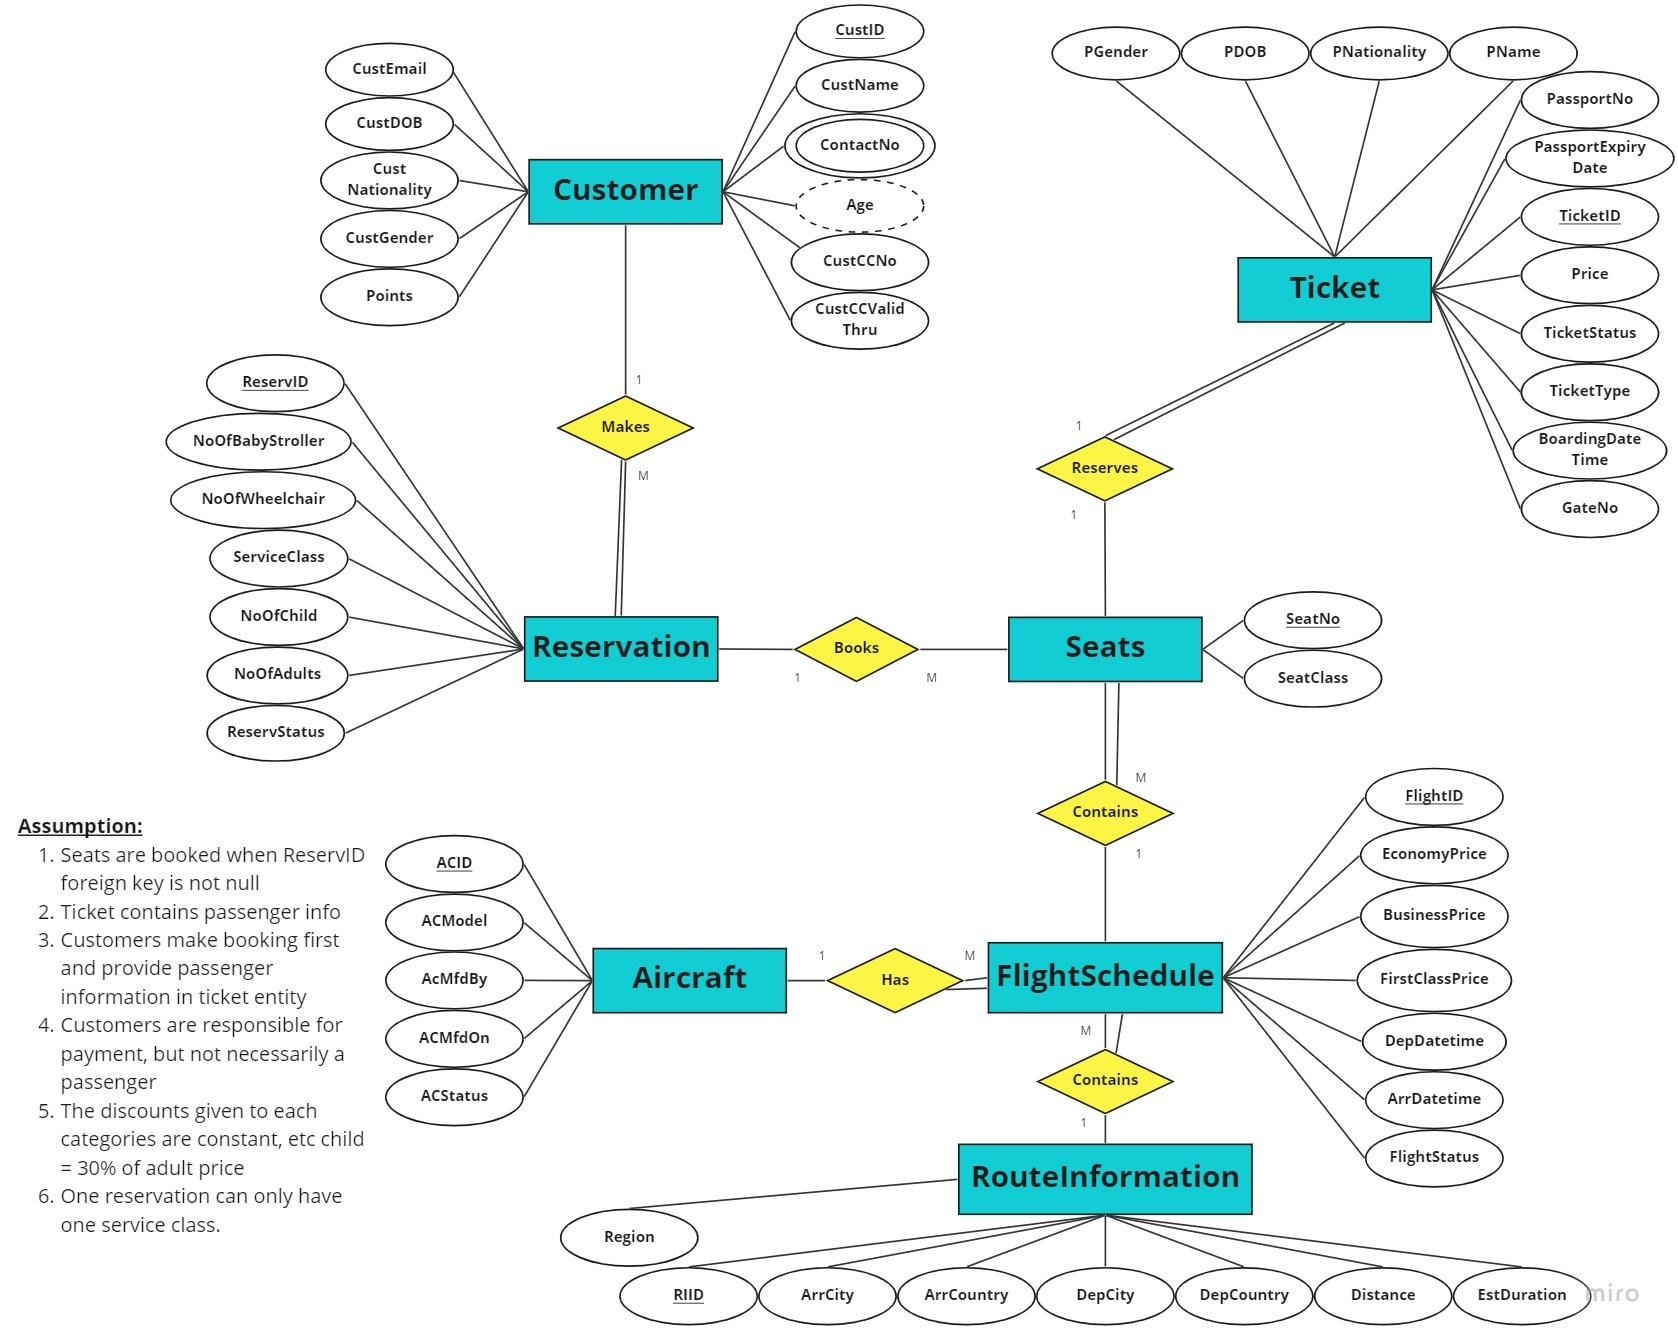 CustEmail
CustDOB
Cust
Nationality
CustGender
Points
Customer
CustID
CustName
ContactNo
Age
CustCCNo
CustCCValid
Thru
PGender
PDOB
PNationality
PName
PassportNo
PassportExpiry
Date
TicketID
Price
TicketStatus
TicketType
BoardingDate
Time
GateNo
Ticket
1
Makes
M
1
Reserves
1
ReservID
NoOfBabyStroller
NoOfWheelchair
ServiceClass
NoOfChild
NoOfAdults
ReservStatus
Reservation
Books
1
M
Seats
SeatNo
SeatClass
M
Contains
1
Assumption:
1. Seats are booked when ReservID
foreign key is not null
2. Ticket contains passenger info
3. Customers make booking first
and provide passenger
information in ticket entity
4. Customers are responsible for
payment, but not necessarily a
passenger
5. The discounts given to each
categories are constant, etc child
= 30% of adult price
6. One reservation can only have
one service class.
ACID
ACModel
AcMfdBy
ACMfdOn
ACStatus
Aircraft
1
Has
M
FlightSchedule
FlightID
EconomyPrice
BusinessPrice
FirstClassPrice
DepDatetime
ArrDatetime
FlightStatus
M
Contains
1
RouteInformation
Region
RIID
ArrCity
ArrCountry
DepCity
DepCountry
Distance
EstDuration
miro